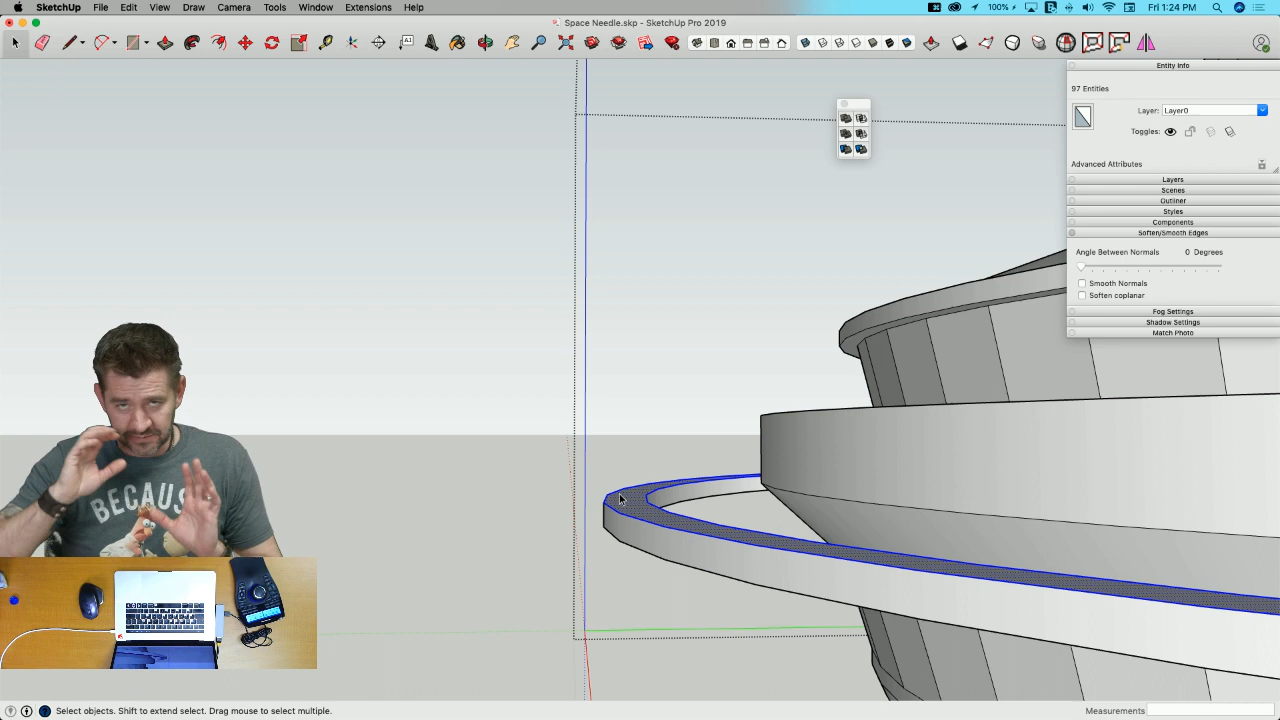 SketchUp File Edit View Draw Camera Tools Window Extensions Help
100% Fri 1:24 PM
Space Needle.skp - SketchUp Pro 2019
A1
Entity Info
97 Entities
Layer: Layer0
Toggles:
Advanced Attributes
Layers
Scenes
Outliner
Styles
Components
Soften/Smooth Edges
Angle Between Normals 0 Degrees
Smooth Normals
Soften coplanar
Fog Settings
Shadow Settings
Match Photo
BECAUS
Select objects. Shift to extend select. Drag mouse to select multiple.
Measurements